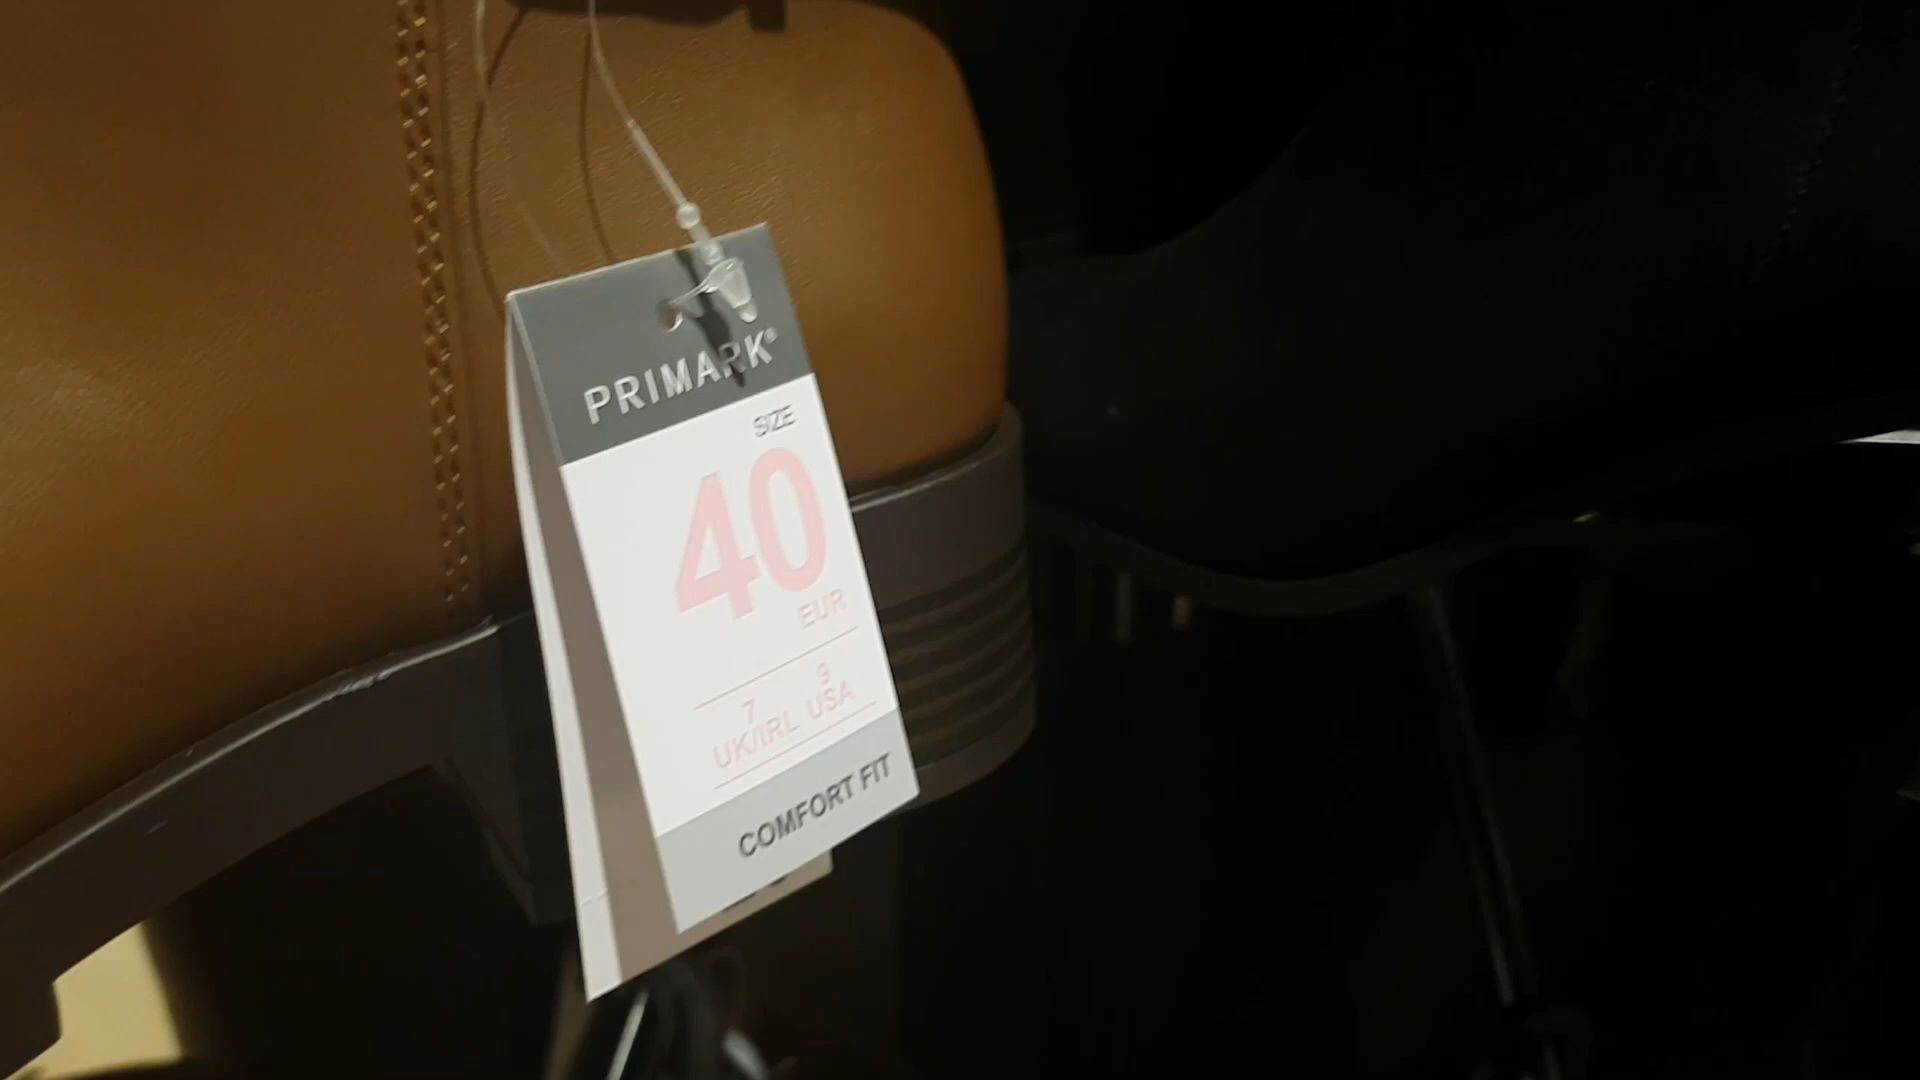 PRIMARK®
SIZE
40
EUR
7 9
UK/IRL USA
COMFORT FIT